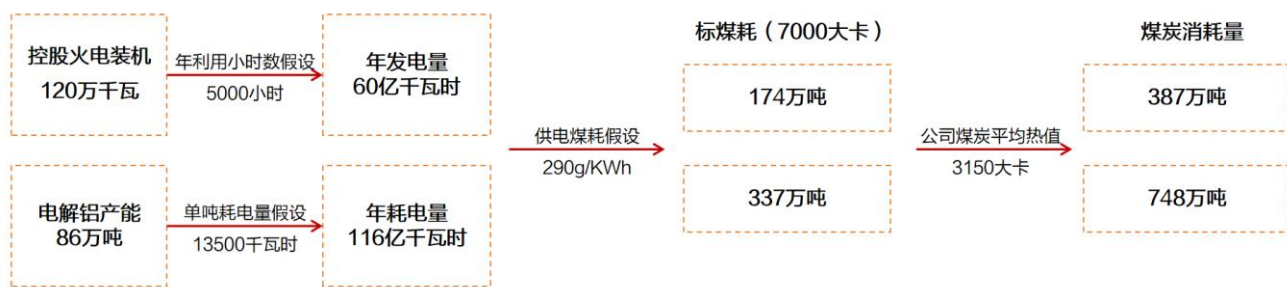 标煤耗（7000大卡）
煤炭消耗量
控股火电装机
120万千瓦
年利用小时数假设
5000小时
年发电量
60亿千瓦时
174万吨
387万吨
供电煤耗假设
290g/KWh
公司煤炭平均热值
3150大卡
电解铝产能
86万吨
单吨耗电量假设
13500千瓦时
年耗电量
116亿千瓦时
337万吨
748万吨